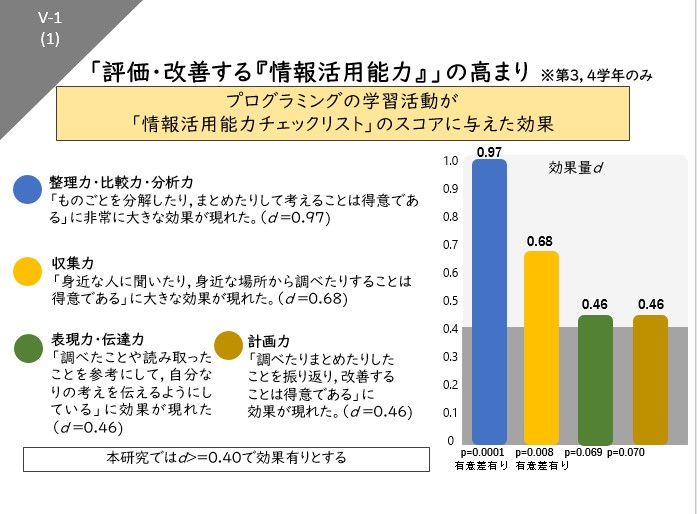 V-1
(1)
「評価・改善する『情報活用能力』」の高まり ※第3,4学年のみ
プログラミングの学習活動が
「情報活用能力チェックリスト」のスコアに与えた効果
整理力・比較力・分析力
「ものごとを分解したり,まとめたりして考えることは得意であ
る」に非常に大きな効果が現れた。(d=0.97)
収集力
「身近な人に聞いたり,身近な場所から調べたりすることは
得意である」に大きな効果が現れた。(d=0.68)
表現力・伝達力
「調べたことや読み取った
ことを参考にして,自分な
りの考えを伝えるようにし
ている」に効果が現れた
(d=0.46)
計画力
「調べたりまとめたりした
ことを振り返り,改善する
ことは得意である」に
効果が現れた。(d=0.46)
本研究ではd>=0.40で効果有りとする
効果量d
1.0
0.9
0.8
0.7
0.6
0.5
0.4
0.3
0.2
0.1
0
0.97
0.68
0.46
0.46
p=0.0001 p=0.008 p=0.069 p=0.070
有意差有り 有意差有り